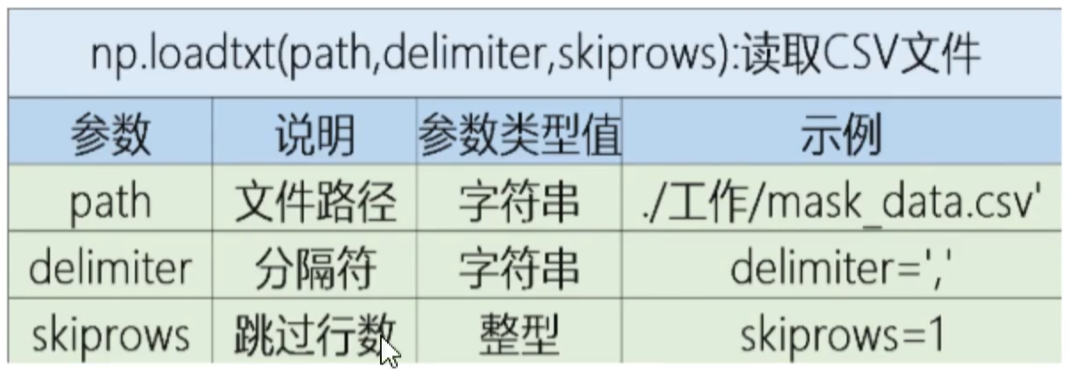 np.loadtxt(path,delimiter,skiprows):读取CSV文件
参数 说明 参数类型值 示例
path 文件路径 字符串 ./工作/mask_data.csv'
delimiter 分隔符 字符串 delimiter=','
skiprows 跳过行数 整型 skiprows=1